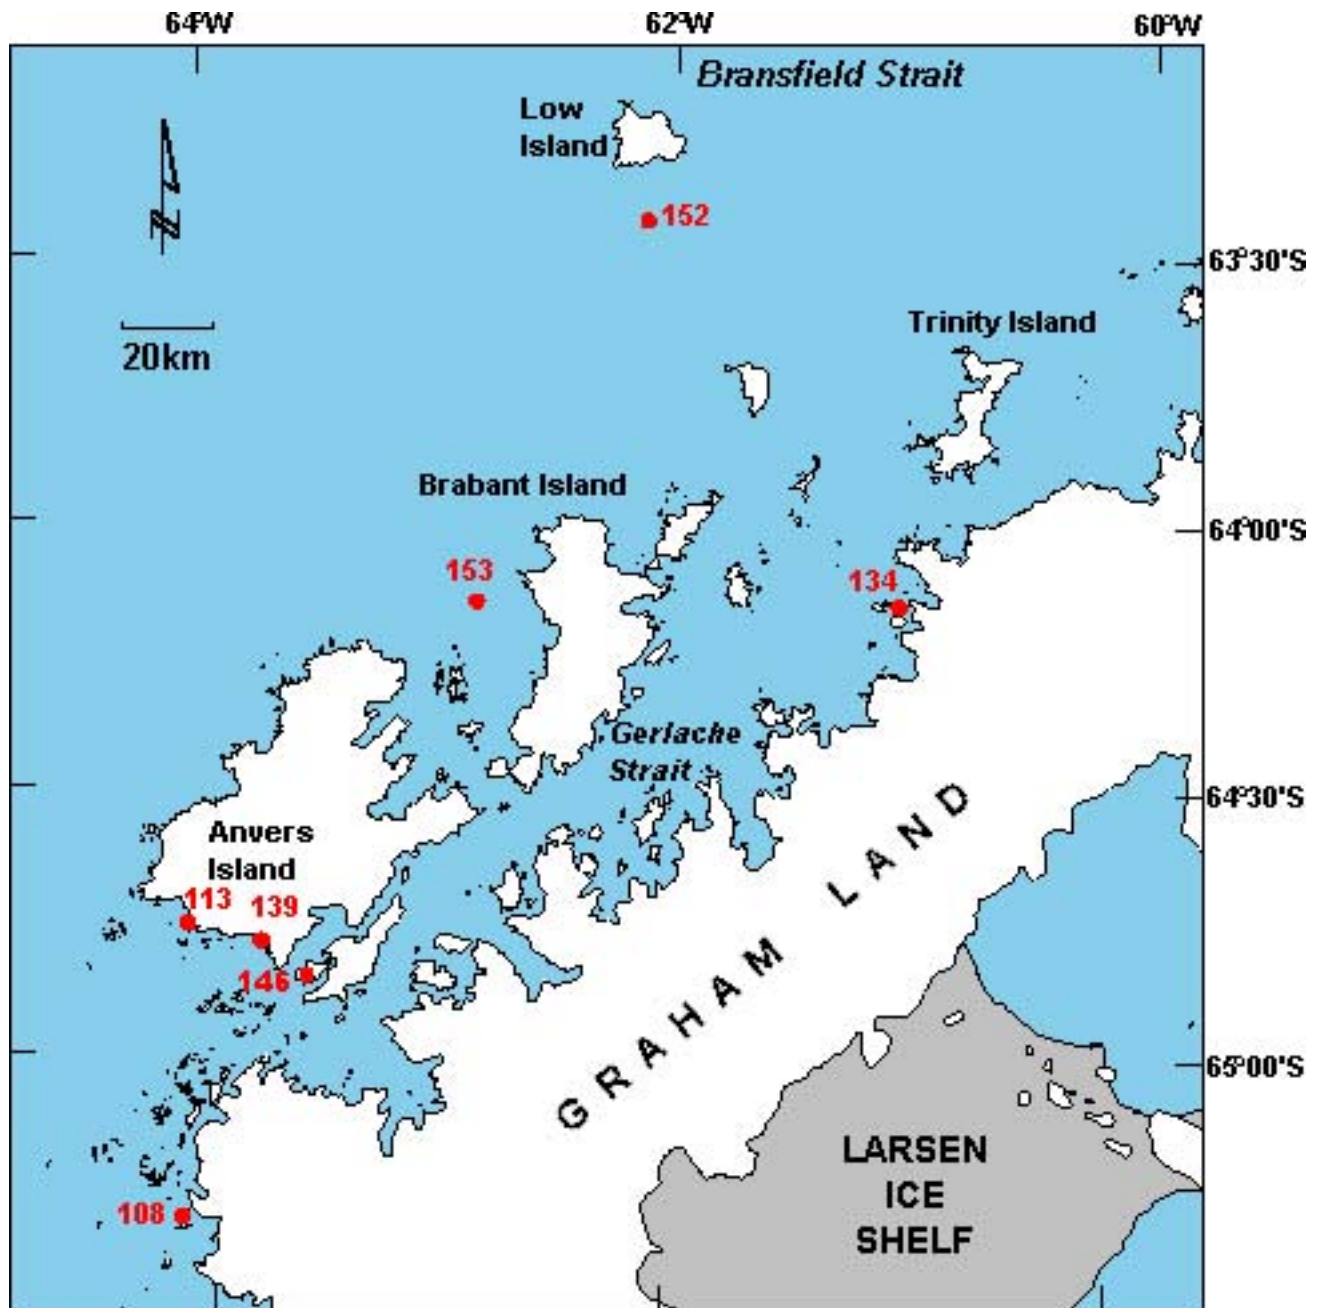 64°W
62°W
60°W
Bransfield Strait
Low
Island
152
N
63°30'S
Trinity Island
20km
Brabant Island
64°00'S
153
134
Gerlache
Strait
64°30'S
Anvers
Island
113
139
146
GRAHAM LAND
65°00'S
LARSEN
ICE
SHELF
108